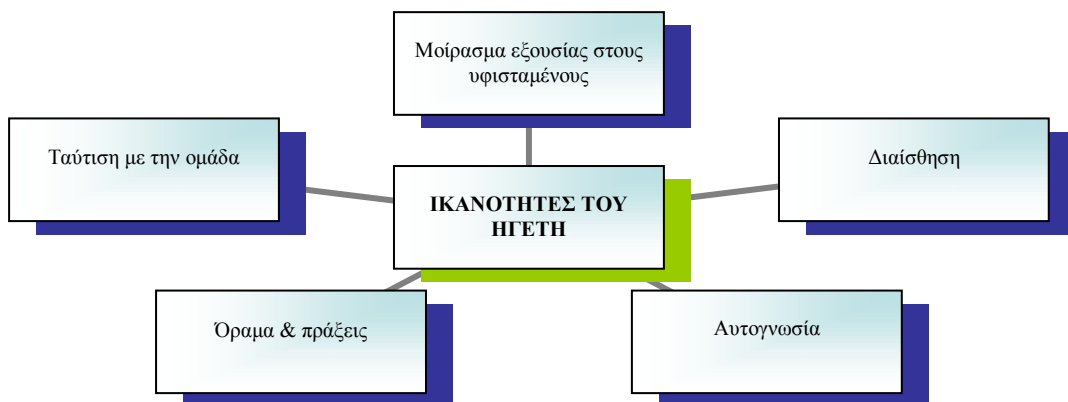 Μοίρασμα εξουσίας στους
υφισταμένους
Ταύτιση με την ομάδα
Διαίσθηση
ΙΚΑΝΟΤΗΤΕΣ ΤΟΥ
ΗΓΕΤΗ
Όραμα & πράξεις
Αυτογνωσία